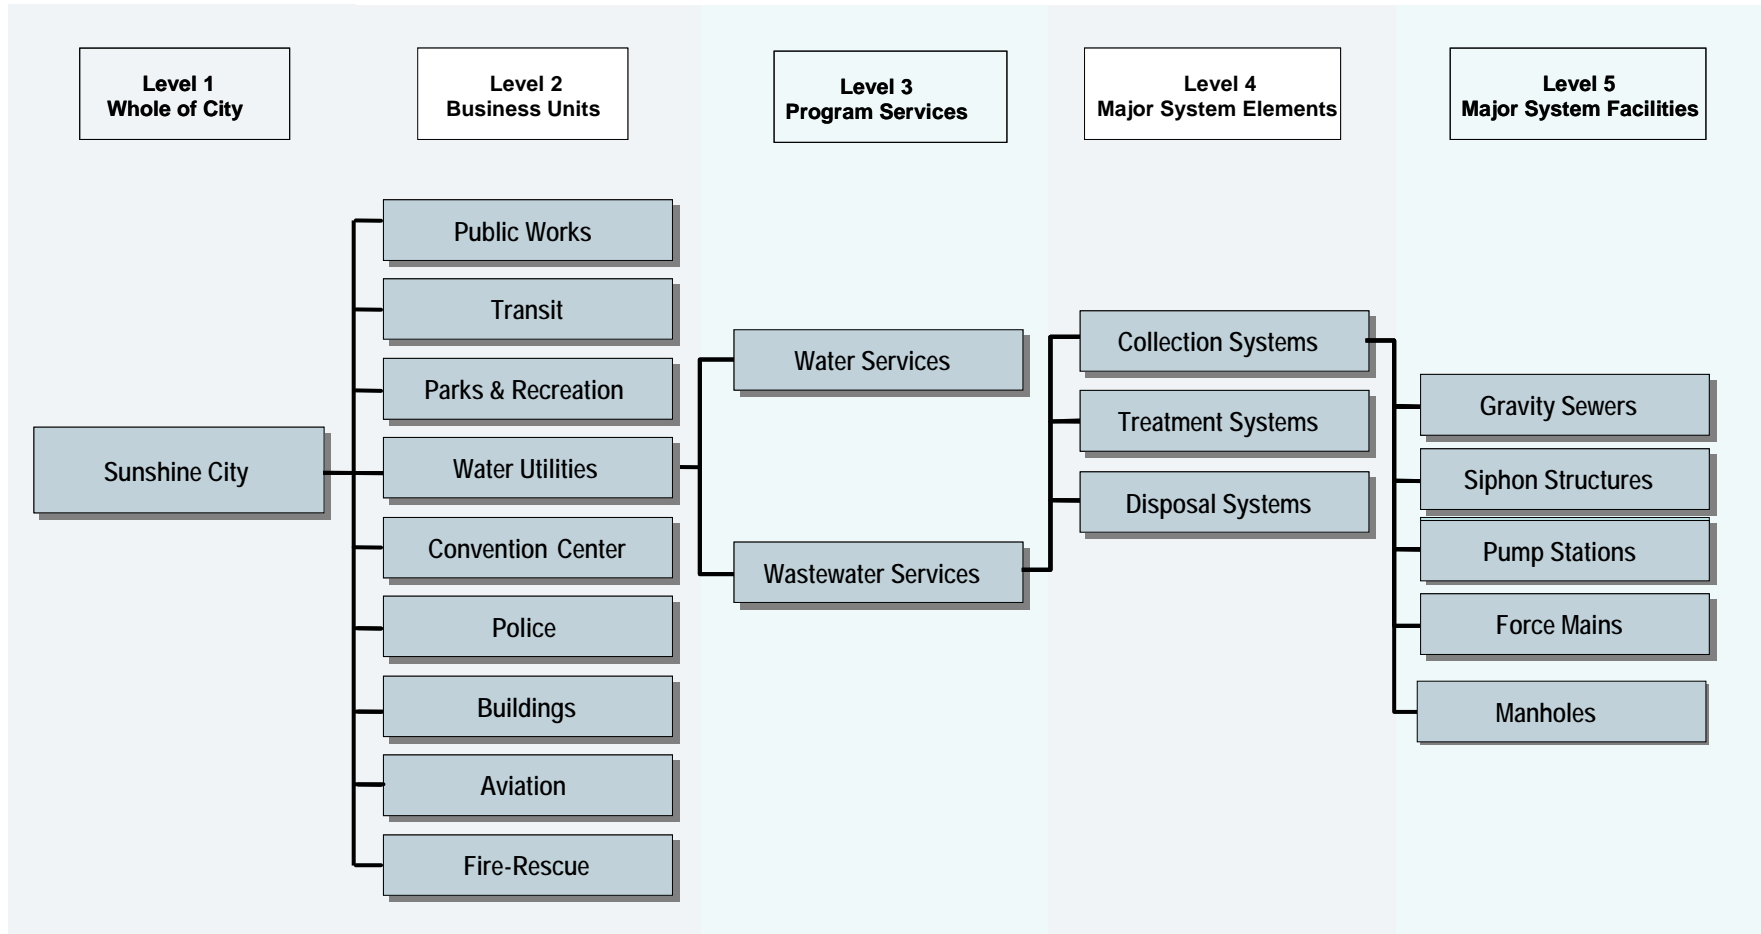 Level 1
Whole of City
Level 2
Business Units
Level 3
Program Services
Level 4
Major System Elements
Level 5
Major System Facilities
Sunshine City
Public Works
Transit
Parks & Recreation
Water Utilities
Convention Center
Police
Buildings
Aviation
Fire-Rescue
Water Services
Wastewater Services
Collection Systems
Treatment Systems
Disposal Systems
Gravity Sewers
Siphon Structures
Pump Stations
Force Mains
Manholes